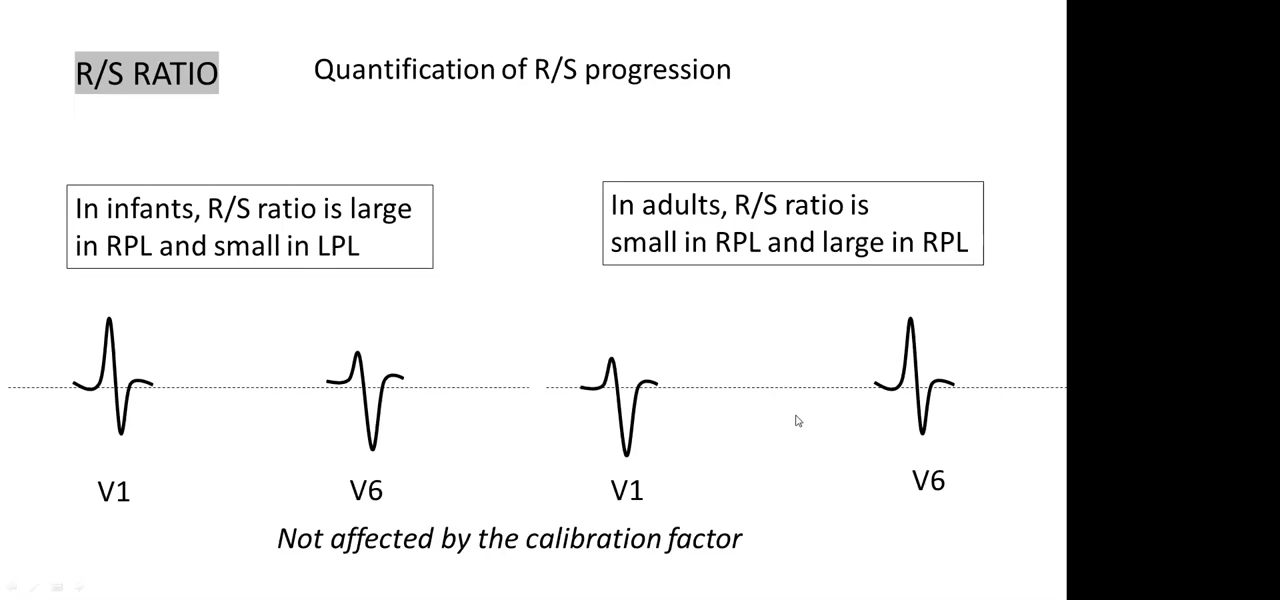 R/S RATIO
Quantification of R/S progression
In infants, R/S ratio is large
in RPL and small in LPL
In adults, R/S ratio is
small in RPL and large in RPL
V1
V6
V1
V6
Not affected by the calibration factor